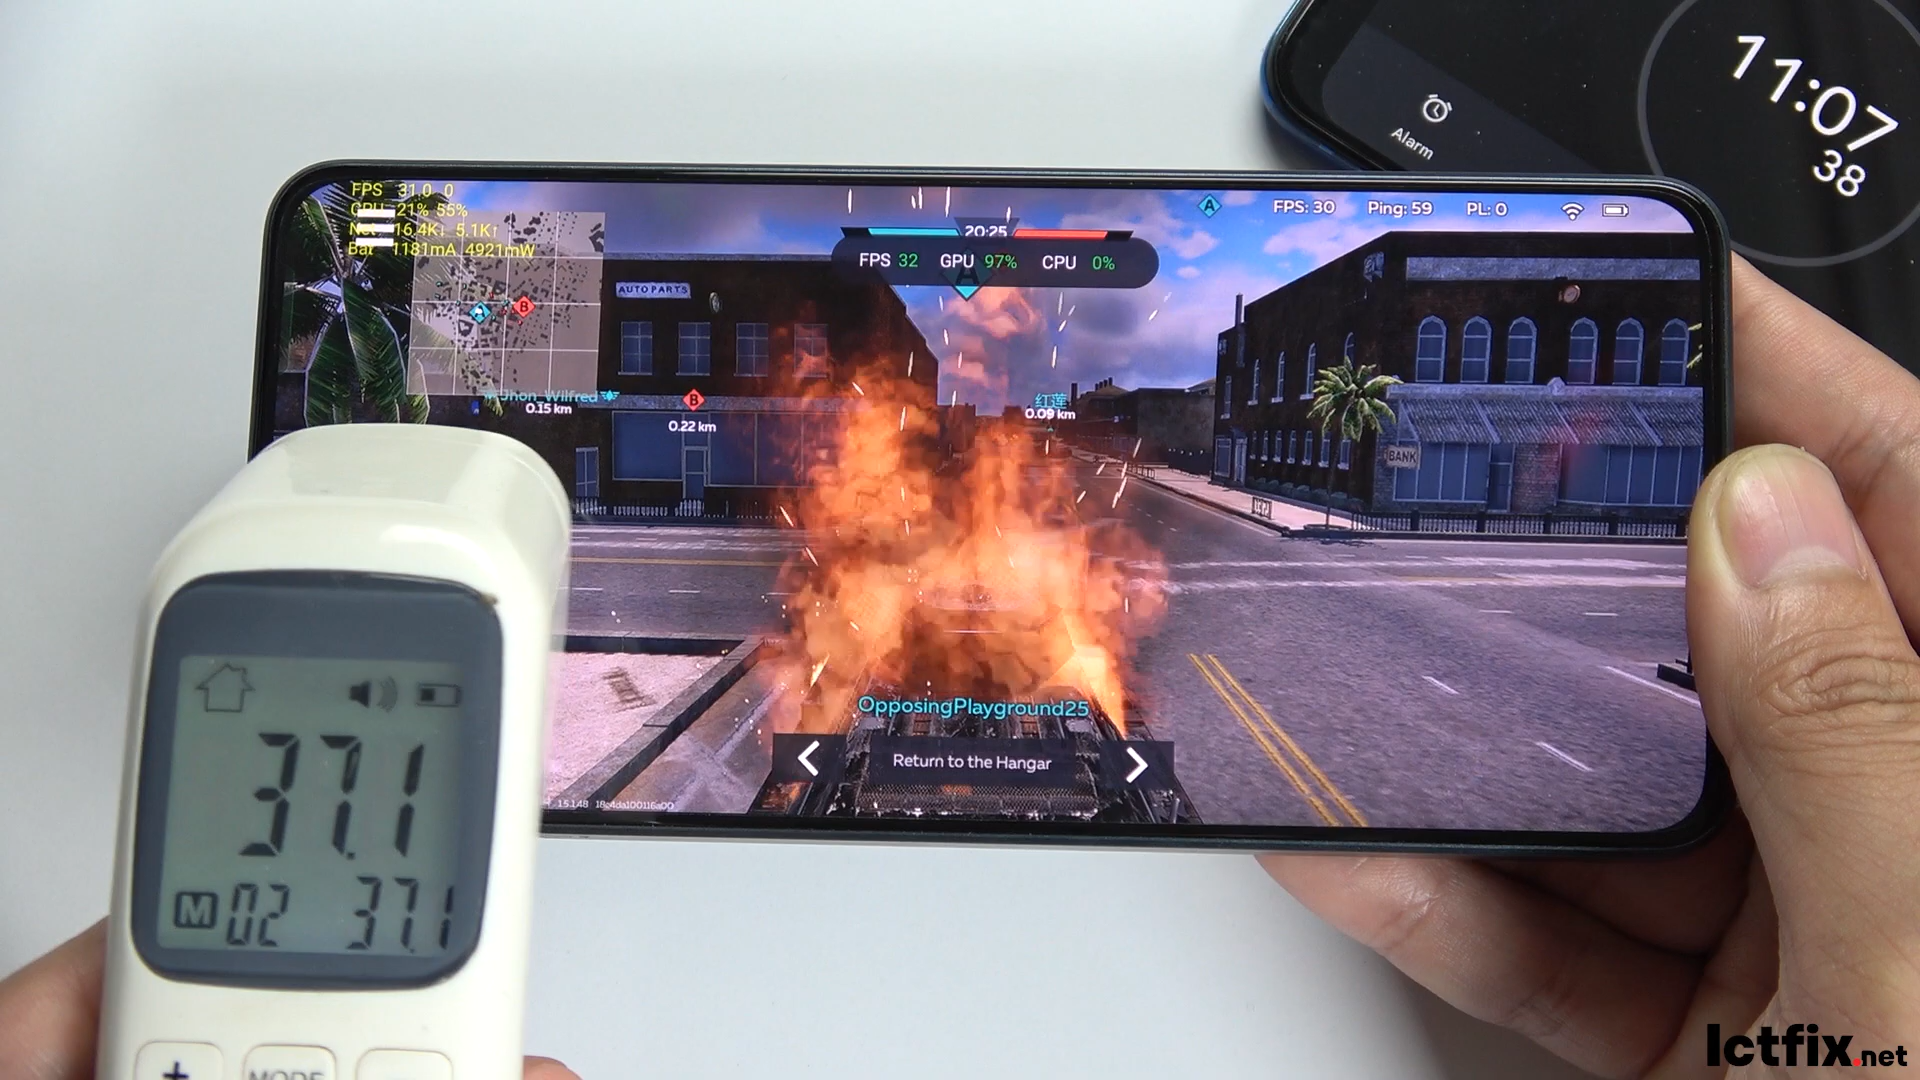 11:07
38
Alarm
FPS 31.0 0
CPU 21% 55%
Net 16.4K↓ 5.1K↑
Bat 1181mA 4921mW
20:25
A
FPS: 30 Ping: 59 PL: 0
FPS 32 GPU 97% CPU 0%
A
AUTO PARTS
B
Jhon_Wilfred
0.15 km
B
0.22 km
红莲
0.09 km
BANK
OpposingPlayground25
Return to the Hangar
37.1
M 02 37.1
+ MODE −
Ictfix.net